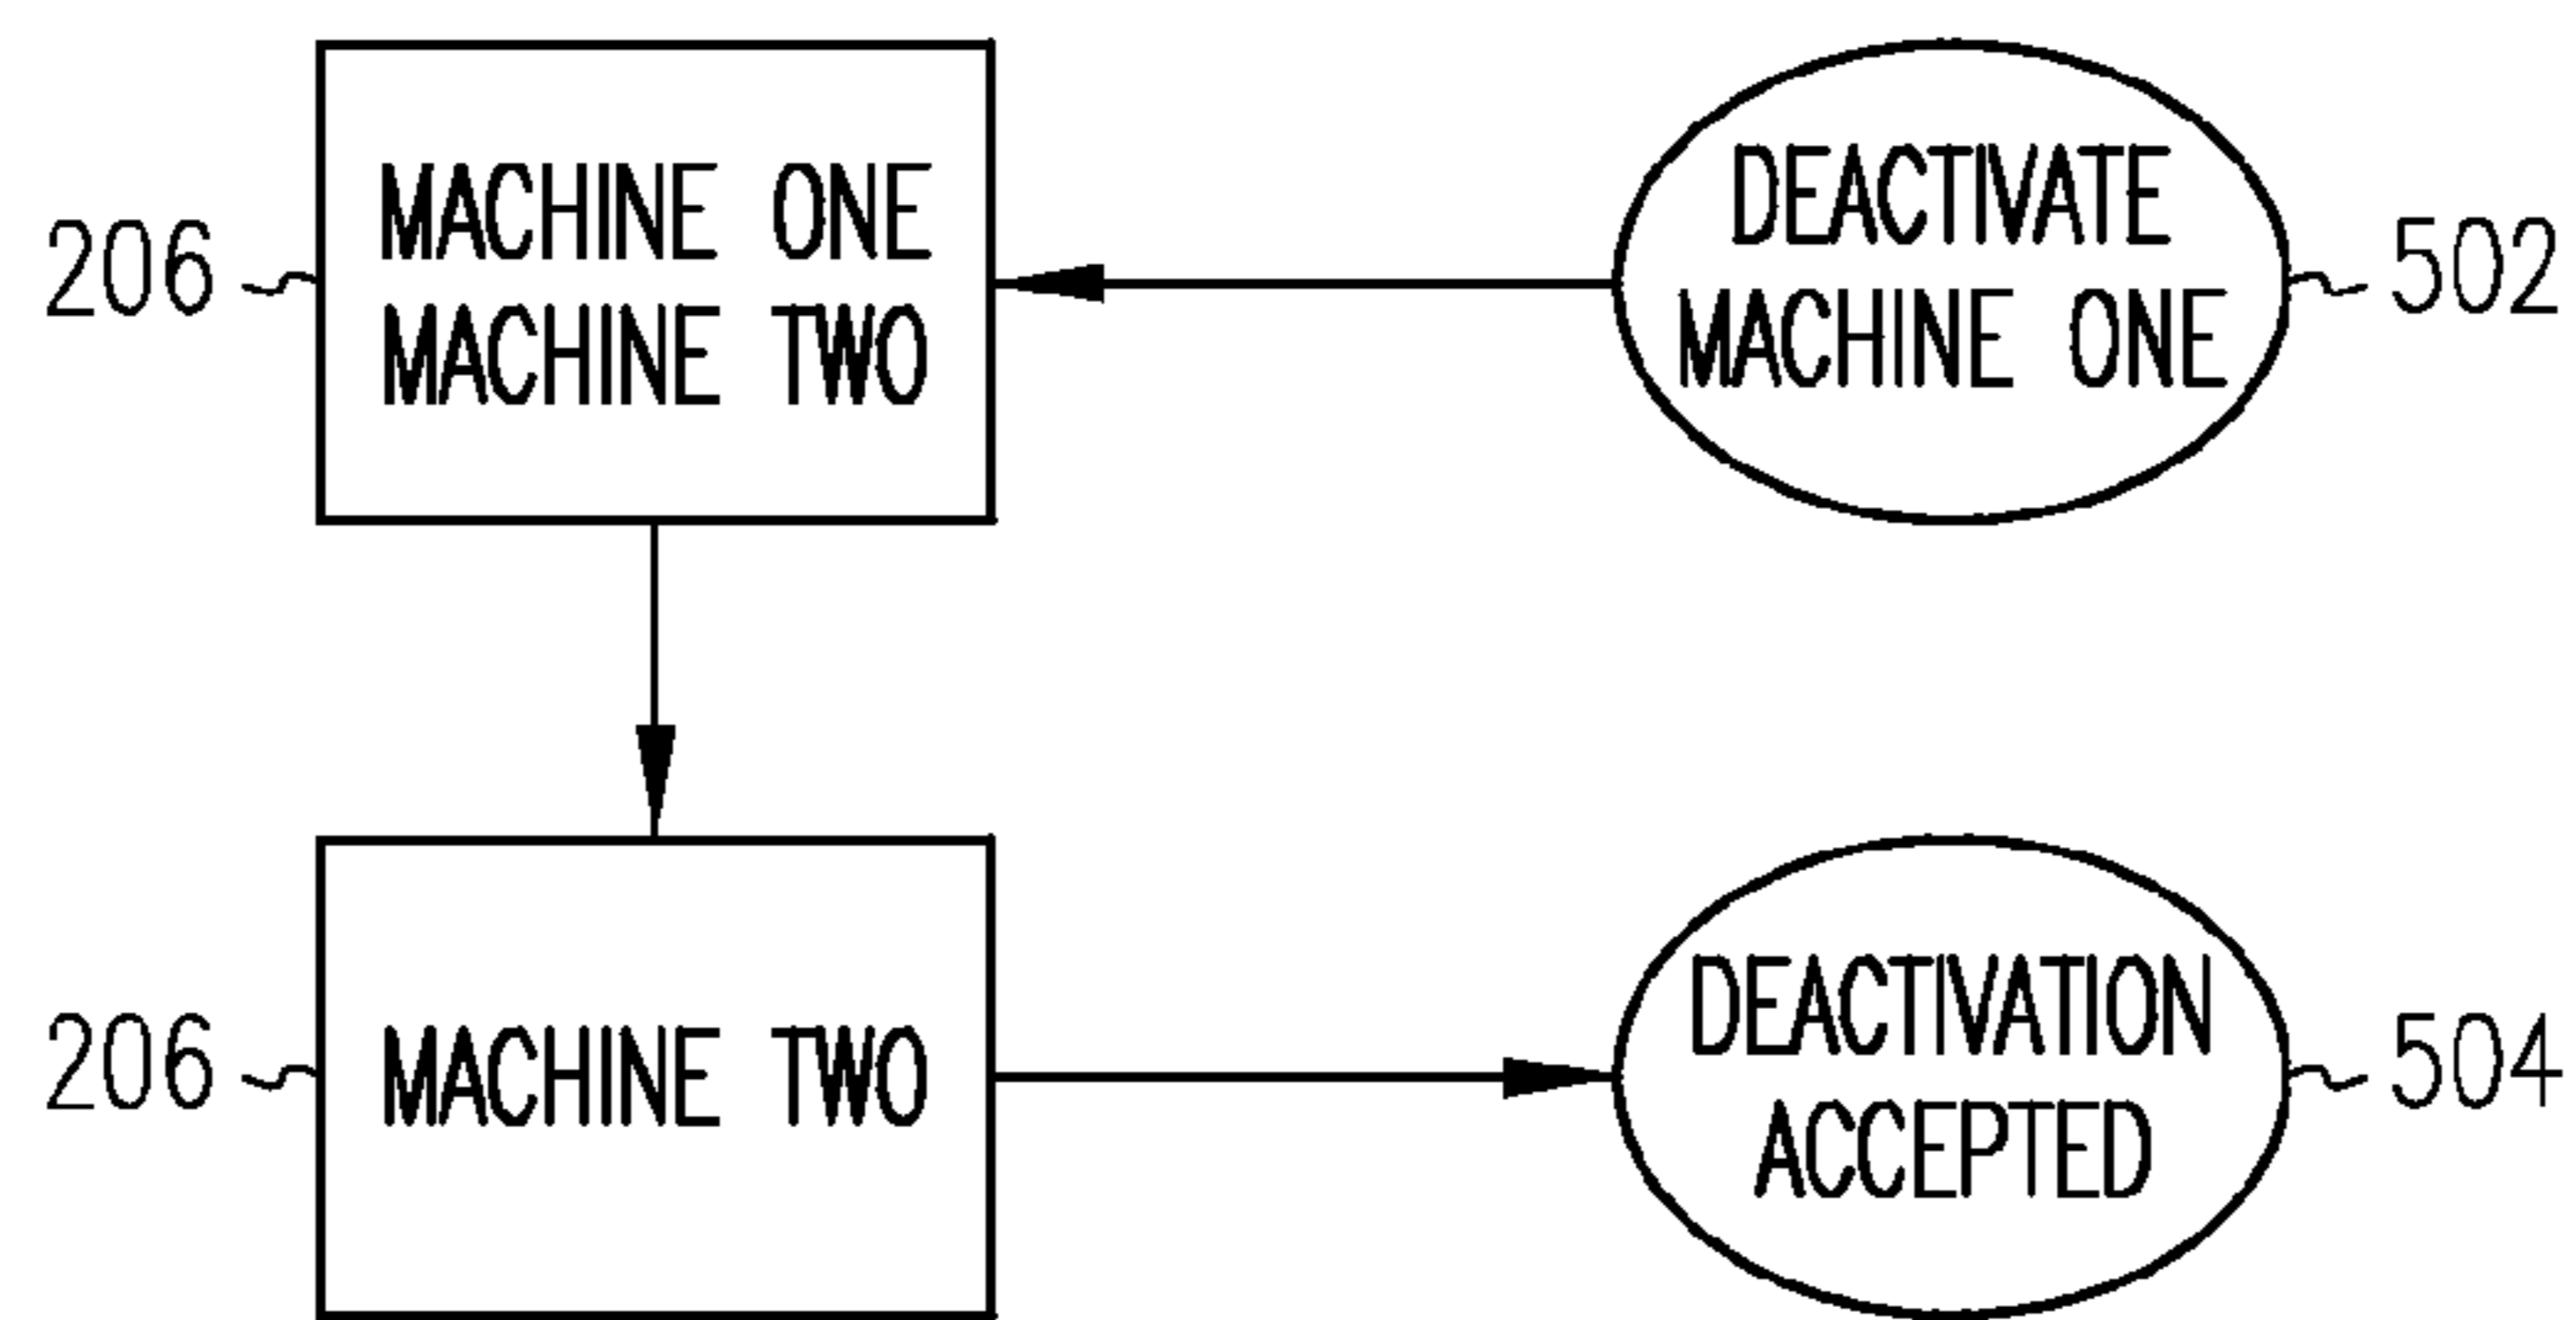 MACHINE ONE
MACHINE TWO
206
DEACTIVATE
MACHINE ONE
502
MACHINE TWO
206
DEACTIVATION
ACCEPTED
504